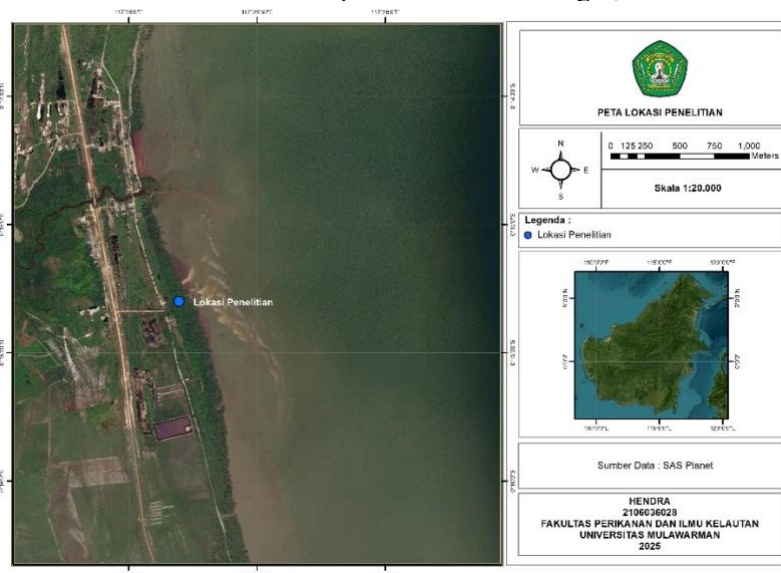 PETA LOKASI PENELITIAN
N
W E
S
0 125 250 500 750 1,000
Meters
Skala 1:20.000
Legenda :
Lokasi Penelitian
Lokasi Penelitian
Sumber Data : SAS Planet
HENDRA
2106036028
FAKULTAS PERIKANAN DAN ILMU KELAUTAN
UNIVERSITAS MULAWARMAN
2025